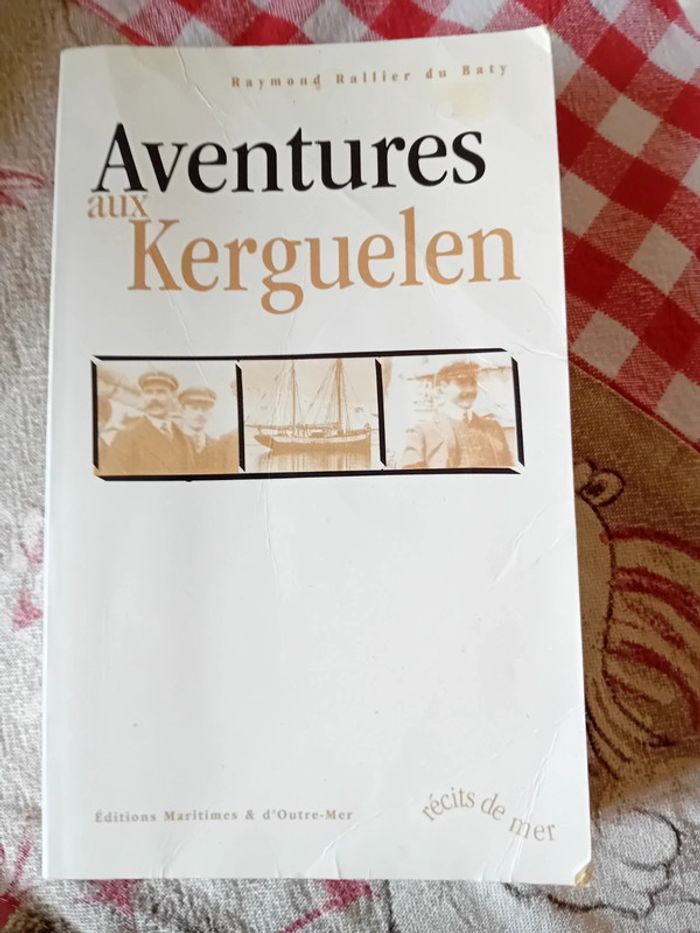 Raymond Rallier du Baty
Aventures
aux
Kerguelen
Éditions Maritimes & d'Outre-Mer
récits de mer